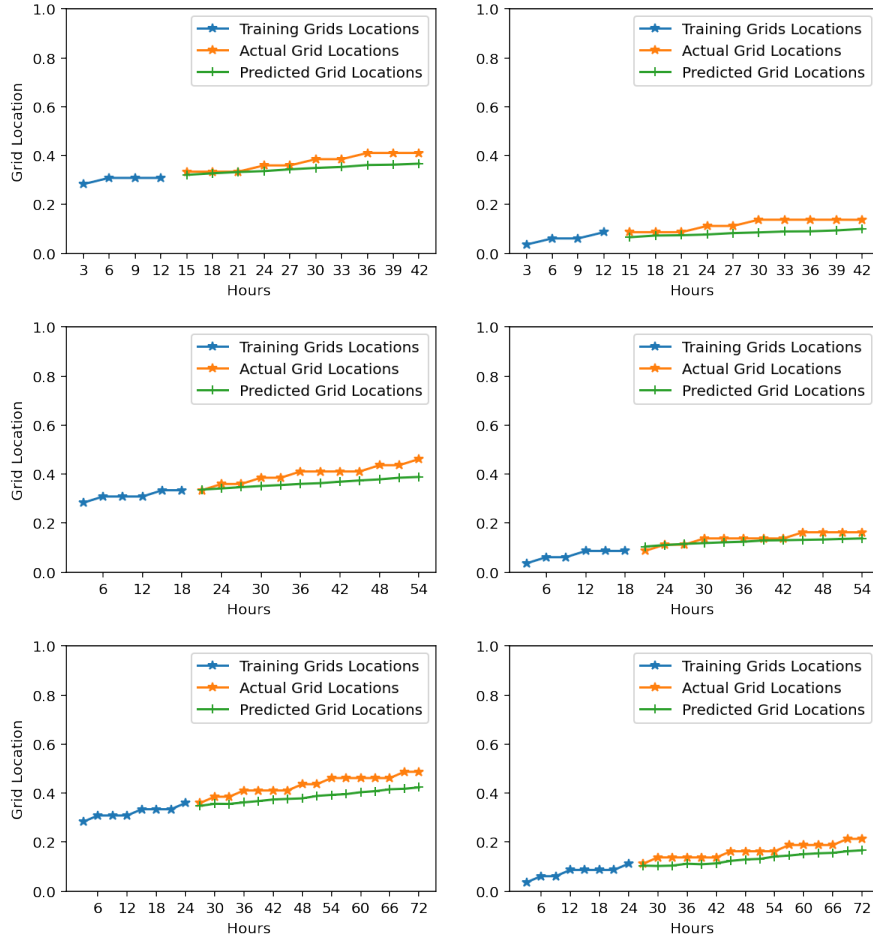 1.0
0.8
0.6
0.4
0.2
0.0
Grid Location
Training Grids Locations
Actual Grid Locations
Predicted Grid Locations
3 6 9 12 15 18 21 24 27 30 33 36 39 42
Hours
1.0
0.8
0.6
0.4
0.2
0.0
Training Grids Locations
Actual Grid Locations
Predicted Grid Locations
3 6 9 12 15 18 21 24 27 30 33 36 39 42
Hours
1.0
0.8
0.6
0.4
0.2
0.0
Grid Location
Training Grids Locations
Actual Grid Locations
Predicted Grid Locations
6 12 18 24 30 36 42 48 54
Hours
1.0
0.8
0.6
0.4
0.2
0.0
Training Grids Locations
Actual Grid Locations
Predicted Grid Locations
6 12 18 24 30 36 42 48 54
Hours
1.0
0.8
0.6
0.4
0.2
0.0
Grid Location
Training Grids Locations
Actual Grid Locations
Predicted Grid Locations
6 12 18 24 30 36 42 48 54 60 66 72
Hours
1.0
0.8
0.6
0.4
0.2
0.0
Training Grids Locations
Actual Grid Locations
Predicted Grid Locations
6 12 18 24 30 36 42 48 54 60 66 72
Hours